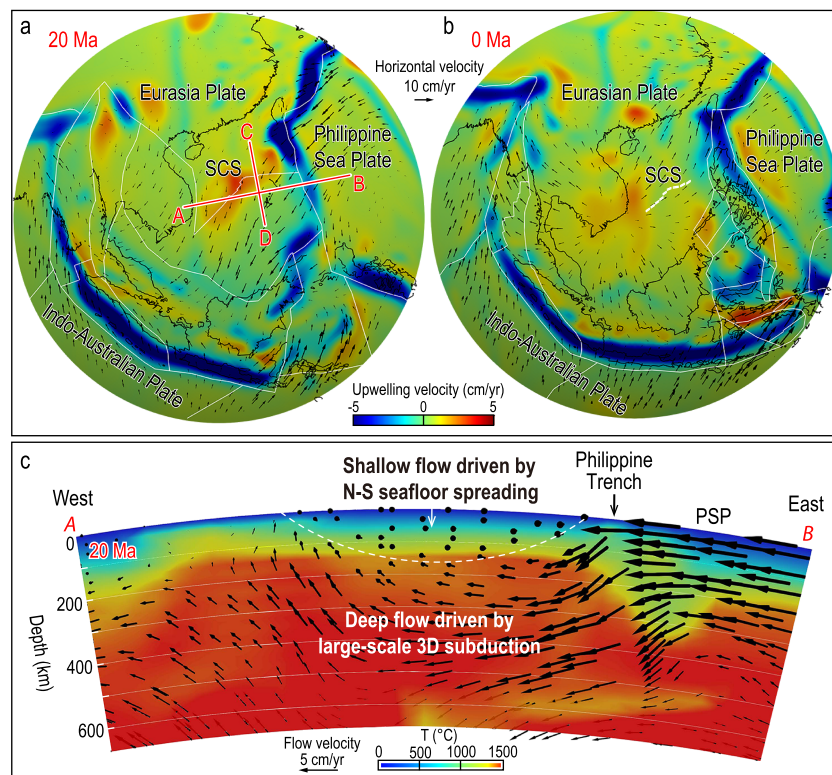 a
20 Ma
Eurasia Plate
Philippine
Sea Plate
SCS
C
A
B
D
Indo-Australian Plate
Horizontal velocity
10 cm/yr
b
0 Ma
Eurasian Plate
Philippine
Sea Plate
SCS
Indo-Australian Plate
Upwelling velocity (cm/yr)
-5 0 5
c
Shallow flow driven by
N-S seafloor spreading
Philippine
Trench
West
A
PSP
East
B
20 Ma
0
200
400
600
Depth (km)
Deep flow driven by
large-scale 3D subduction
Flow velocity
5 cm/yr
T (°C)
0 500 1000 1500